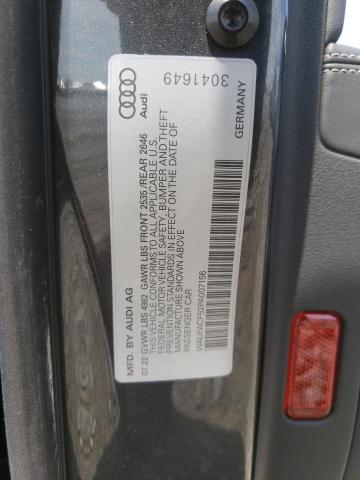 MFD. BY AUDI AG
07 22 GVWR LBS 4982 GAWR LBS FRONT 2535 /REAR 2646
THIS VEHICLE CONFORMS TO ALL APPLICABLE U.S.
FEDERAL MOTOR VEHICLE SAFETY, BUMPER AND THEFT
PREVENTION STANDARDS IN EFFECT ON THE DATE OF
MANUFACTURE SHOWN ABOVE
PASSENGER CAR
WAUFACF52PA007156
Audi
3041649
GERMANY